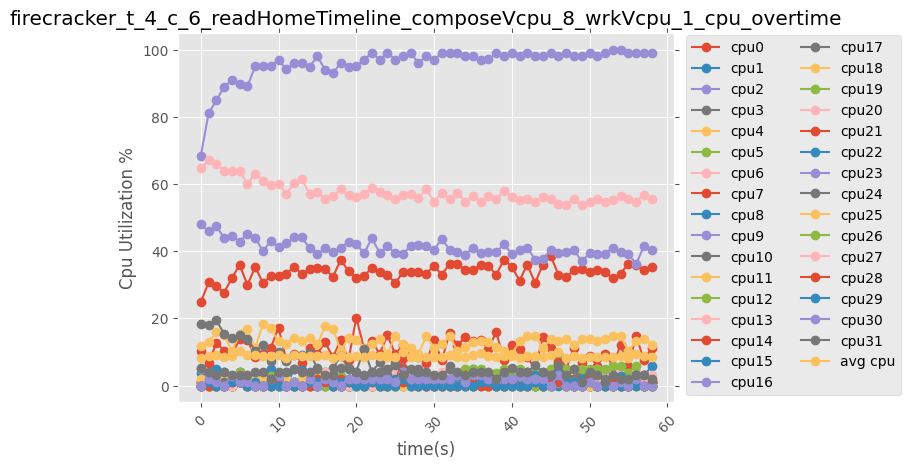 firecracker_t_4_c_6_readHomeTimeline_composeVcpu_8_wrkVcpu_1_cpu_overtime
Cpu Utilization %
100
80
60
40
20
0
0
10
20
30
40
50
60
time(s)
cpu0
cpu1
cpu2
cpu3
cpu4
cpu5
cpu6
cpu7
cpu8
cpu9
cpu10
cpu11
cpu12
cpu13
cpu14
cpu15
cpu16
cpu17
cpu18
cpu19
cpu20
cpu21
cpu22
cpu23
cpu24
cpu25
cpu26
cpu27
cpu28
cpu29
cpu30
cpu31
avg cpu